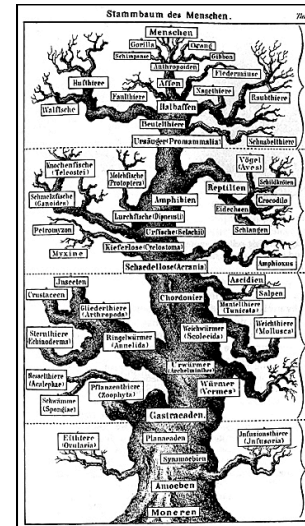 Stammbaum des Menschen.
Menschen
Gorilla
Orang
Schimpanse
Gibbon
Anthropoiden
Fledermäuse
Hufthiere
Affen
Faulthiere
Nagethiere
Raubthiere
Walfische
Halbaffen
Beutelthiere
Ursäuger (Promammalia)
Schnabelthiere
Knochenfische
(Teleostei)
Molchfische
(Protoptera)
Vögel
(Aves)
Reptilien
Schildkröten
Schmelzfische
(Ganoidei)
Crocodile
Amphibien
Eidechsen
Lurchfische (Dipneusti)
Petromyzon
Urfische (Selachii)
Schlangen
Myxine
Kieferlose (Cyclostoma)
Amphioxus
Schaedellose (Acrania)
Insecten
Ascidien
Crustaceen
Chordonier
Salpen
Gliederthiere
(Arthropoda)
Mantelthiere
(Tunicata)
Sternthiere
(Echinoderma)
Ringelwürmer
(Annelida)
Weichwürmer
(Scolecida)
Weichthiere
(Mollusca)
Urwürmer
(Archelminthes)
Nesselthiere
(Acalephae)
Pflanzenthiere
(Zoophyta)
Würmer
(Vermes)
Schwämme
(Spongiae)
Gastraeaden.
Planaeaden
Eithiere
(Ovularia)
Infusionsthiere
(Infusoria)
Synamoebien
Amoeben
Moneren